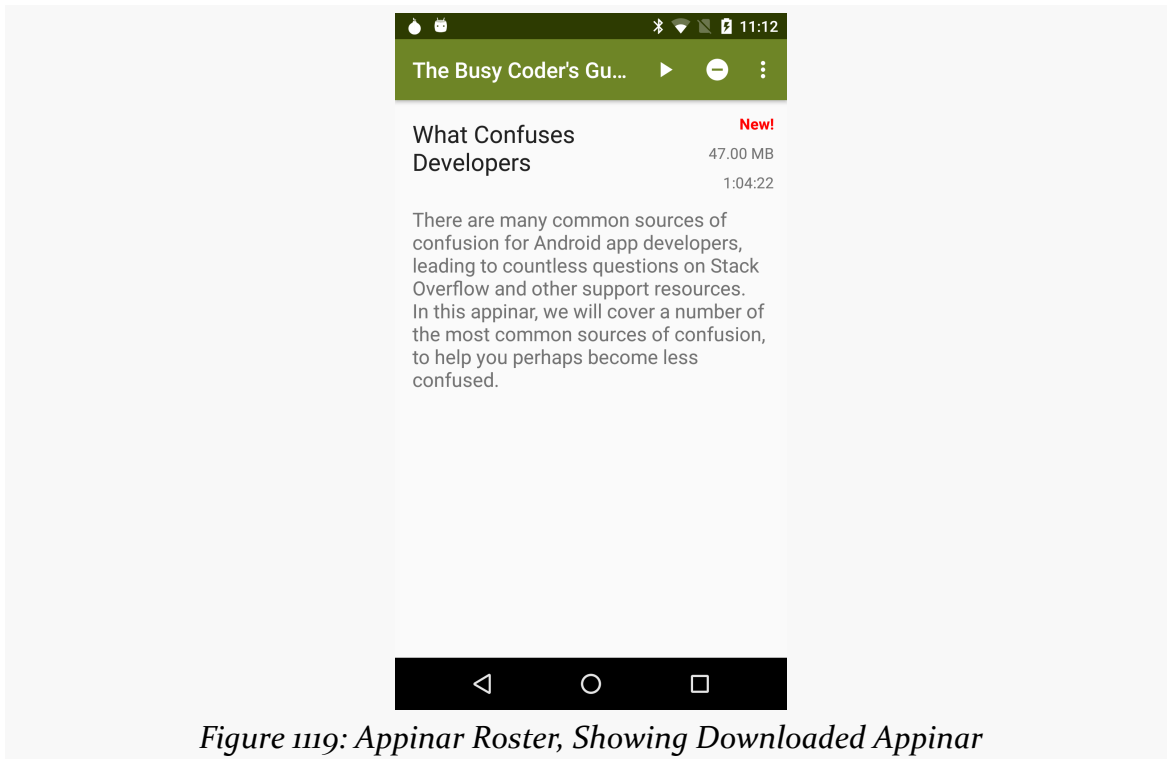 11:12
The Busy Coder's Gu...
New!
What Confuses
Developers
47.00 MB
1:04:22
There are many common sources of
confusion for Android app developers,
leading to countless questions on Stack
Overflow and other support resources.
In this appinar, we will cover a number of
the most common sources of confusion,
to help you perhaps become less
confused.
Figure 1119: Appinar Roster, Showing Downloaded Appinar